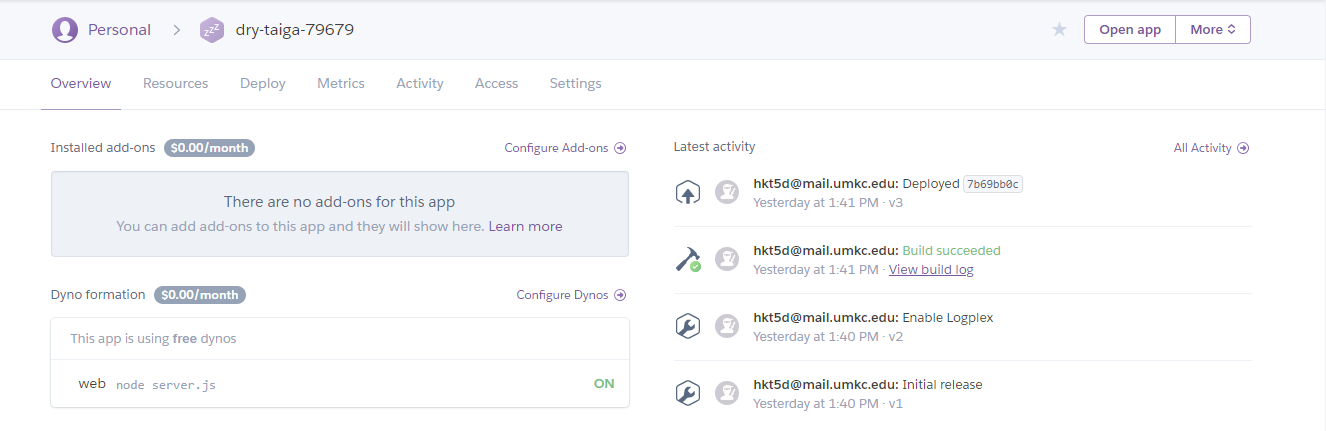 Personal > dry-taiga-79679
Open app
More
Overview Resources Deploy Metrics Activity Access Settings
Installed add-ons $0.00/month
Configure Add-ons
There are no add-ons for this app
You can add add-ons to this app and they will show here. Learn more
Dyno formation $0.00/month
Configure Dynos
This app is using free dynos
web node server.js ON
Latest activity
All Activity
hkt5d@mail.umkc.edu: Deployed 7b69bb0c
Yesterday at 1:41 PM · v3
hkt5d@mail.umkc.edu: Build succeeded
Yesterday at 1:41 PM · View build log
hkt5d@mail.umkc.edu: Enable Logplex
Yesterday at 1:40 PM · v2
hkt5d@mail.umkc.edu: Initial release
Yesterday at 1:40 PM · v1